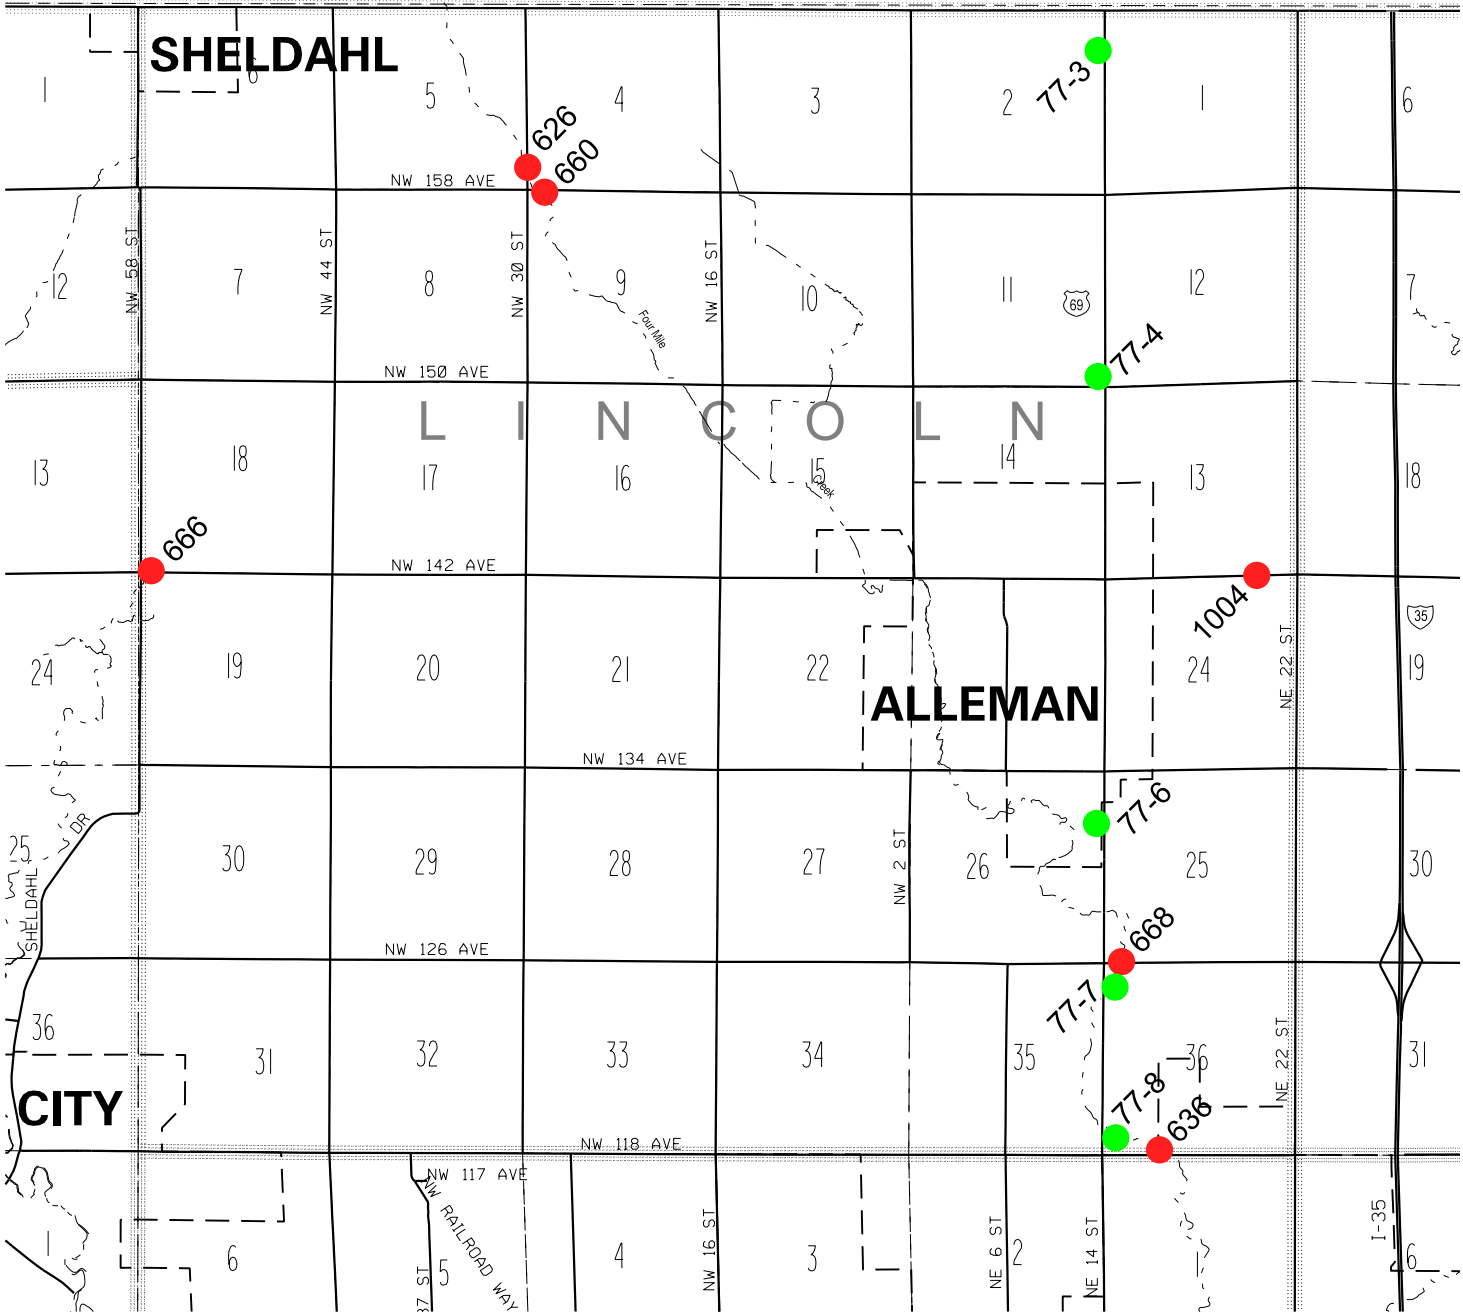 SHELDAHL
6
1
5
4
3
2
1
6
77-3
626
660
NW 158 AVE
NW 58 ST
NW 44 ST
NW 30 ST
NW 16 ST
12
7
8
9
10
11
12
7
69
Four Mile
77-4
NW 150 AVE
LINCOLN
13
18
17
16
15
14
13
18
Creek
666
NW 142 AVE
1004
35
24
19
20
21
22
24
19
NE 22 ST
ALLEMAN
NW 134 AVE
77-6
DR
SHELDAHL
25
30
29
28
27
NW 2 ST
26
25
30
668
NW 126 AVE
77-7
36
31
32
33
34
35
36
31
NE 22 ST
CITY
77-8
636
NW 118 AVE
NW 117 AVE
NW RAILROAD WAY
37 ST
NW 16 ST
NE 6 ST
NE 14 ST
I-35
1
6
5
4
3
2
6